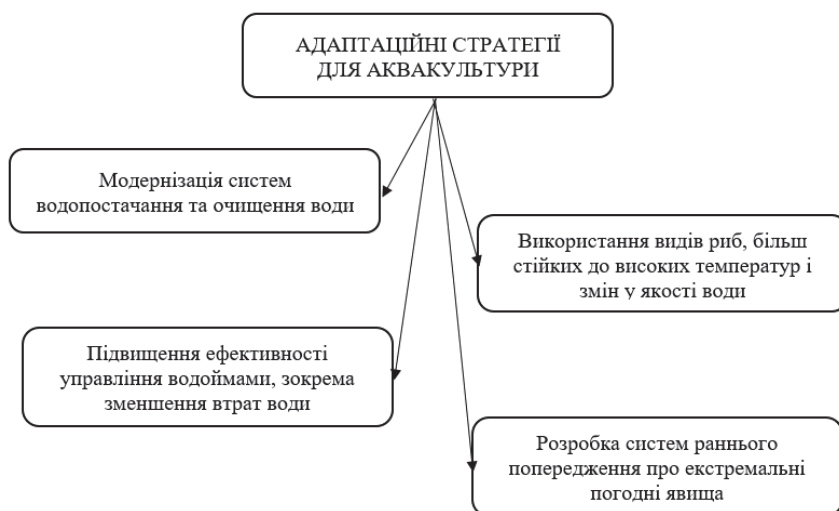 АДАПТАЦІЙНІ СТРАТЕГІЇ
ДЛЯ АКВАКУЛЬТУРИ
Модернізація систем
водопостачання та очищення води
Використання видів риб, більш
стійких до високих температур і
змін у якості води
Підвищення ефективності
управління водоймами, зокрема
зменшення втрат води
Розробка систем раннього
попередження про екстремальні
погодні явища